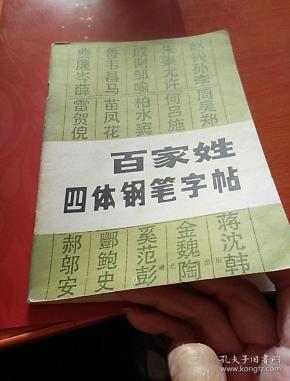 赵钱孙李周吴郑
朱秦尤许何吕施
戚谢邹喻柏水窦
鲁韦昌马苗凤花
费廉岑薛雷贺倪
百家姓
四体钢笔字帖
蒋沈韩
金魏陶
奚范彭
酆鲍史
郝邬安
孔夫子旧书网